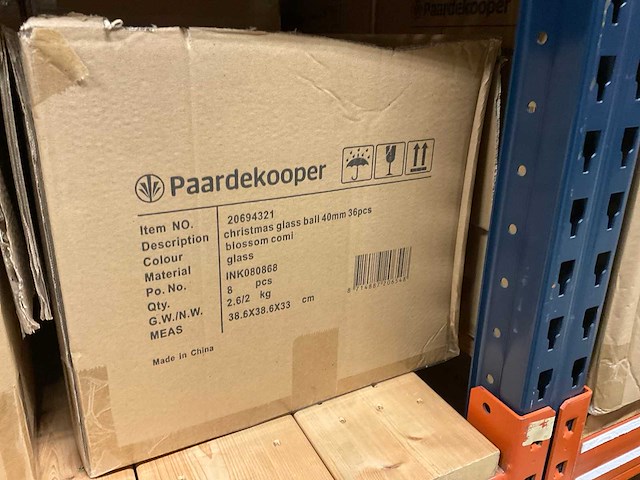 Paardekooper
Paardekooper
Item NO. 20694321
Description christmas glass ball 40mm 36pcs
Colour blossom comi
Material glass
Po. No. INK080868
Qty. 8 pcs
G.W./N.W. 2.6/2 kg
MEAS 38.6X38.6X33 cm
Made in China